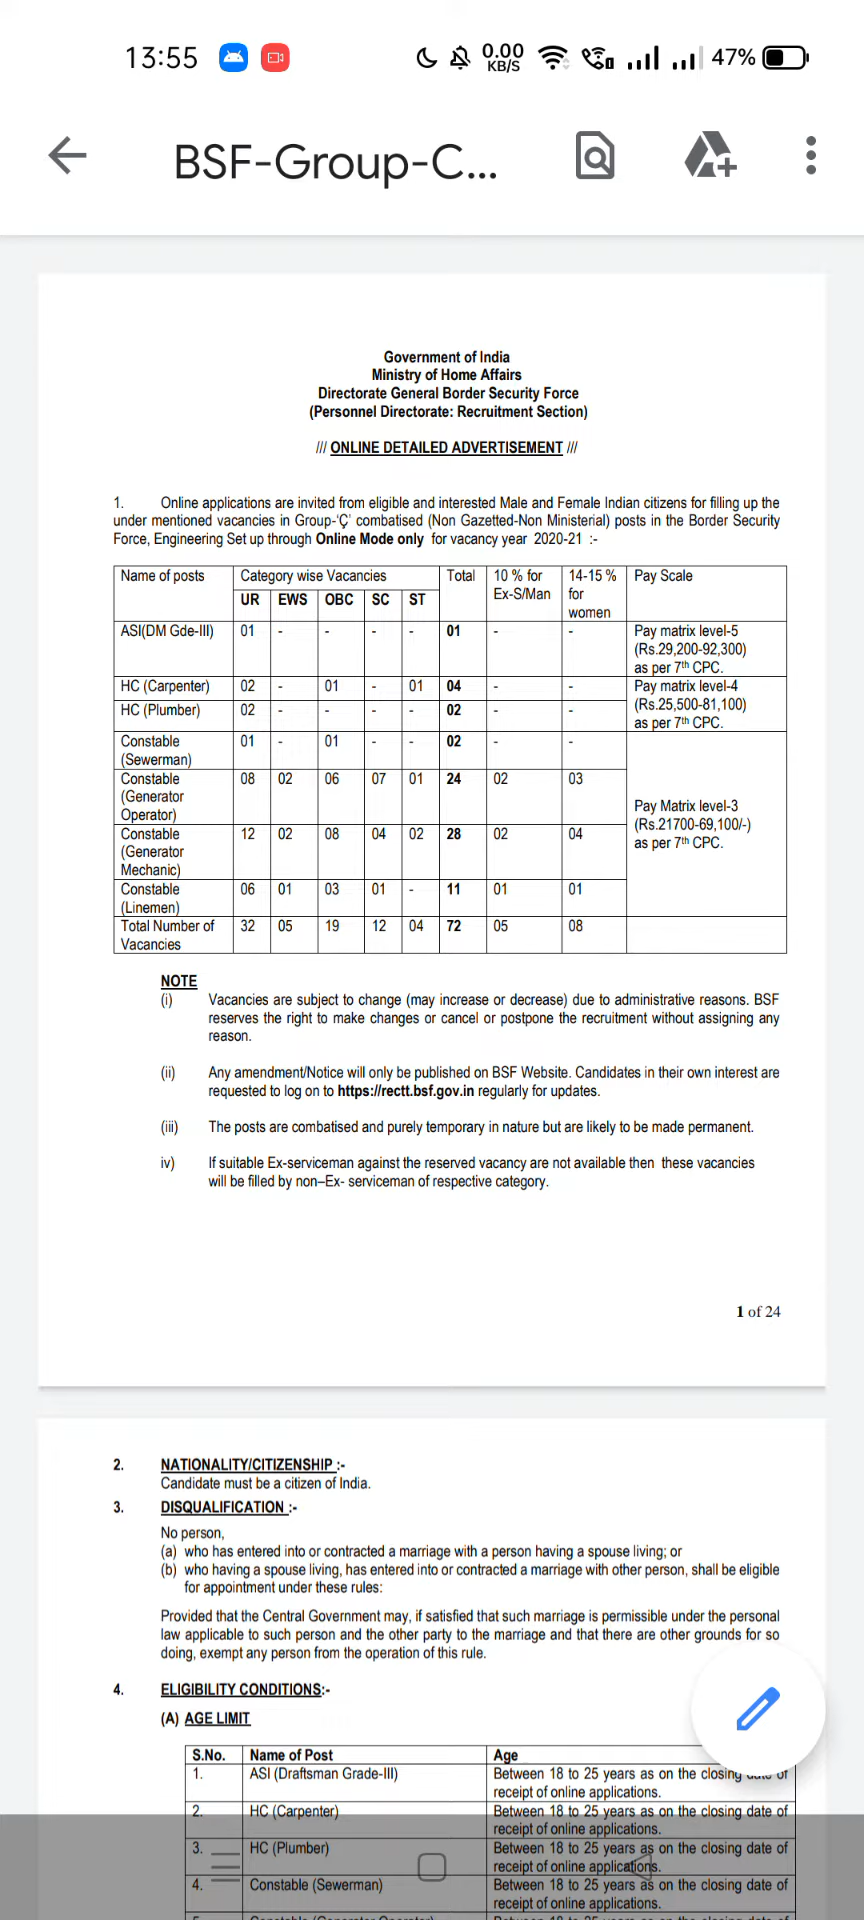 13:55 0.00 KB/S 47%
BSF-Group-C...
Government of India
Ministry of Home Affairs
Directorate General Border Security Force
(Personnel Directorate: Recruitment Section)
/// ONLINE DETAILED ADVERTISEMENT ///
1. Online applications are invited from eligible and interested Male and Female Indian citizens for filling up the
under mentioned vacancies in Group-'Ç' combatised (Non Gazetted-Non Ministerial) posts in the Border Security
Force, Engineering Set up through Online Mode only for vacancy year 2020-21 :-
Name of posts Category wise Vacancies Total 10 % for Ex-S/Man 14-15 % for women Pay Scale
UR EWS OBC SC ST
ASI(DM Gde-III) 01 - - - - 01 - - Pay matrix level-5
(Rs.29,200-92,300)
as per 7th CPC.
HC (Carpenter) 02 - 01 - 01 04 - - Pay matrix level-4
HC (Plumber) 02 - - - - 02 - - (Rs.25,500-81,100)
as per 7th CPC.
Constable 01 - 01 - - 02 - -
(Sewerman)
Constable 08 02 06 07 01 24 02 03
(Generator
Operator)
Pay Matrix level-3
(Rs.21700-69,100/-)
as per 7th CPC.
Constable 12 02 08 04 02 28 02 04
(Generator
Mechanic)
Constable 06 01 03 01 - 11 01 01
(Linemen)
Total Number of 32 05 19 12 04 72 05 08
Vacancies
NOTE
(i) Vacancies are subject to change (may increase or decrease) due to administrative reasons. BSF
reserves the right to make changes or cancel or postpone the recruitment without assigning any
reason.
(ii) Any amendment/Notice will only be published on BSF Website. Candidates in their own interest are
requested to log on to https://rectt.bsf.gov.in regularly for updates.
(iii) The posts are combatised and purely temporary in nature but are likely to be made permanent.
iv) If suitable Ex-serviceman against the reserved vacancy are not available then these vacancies
will be filled by non–Ex- serviceman of respective category.
1 of 24
2. NATIONALITY/CITIZENSHIP :-
Candidate must be a citizen of India.
3. DISQUALIFICATION :-
No person,
(a) who has entered into or contracted a marriage with a person having a spouse living; or
(b) who having a spouse living, has entered into or contracted a marriage with other person, shall be eligible
for appointment under these rules:
Provided that the Central Government may, if satisfied that such marriage is permissible under the personal
law applicable to such person and the other party to the marriage and that there are other grounds for so
doing, exempt any person from the operation of this rule.
4. ELIGIBILITY CONDITIONS:-
(A) AGE LIMIT
S.No. Name of Post Age
1. ASI (Draftsman Grade-III) Between 18 to 25 years as on the closing of
receipt of online applications.
2. HC (Carpenter) Between 18 to 25 years as on the closing date of
receipt of online applications.
3. HC (Plumber) Between 18 to 25 years as on the closing date of
receipt of online applications.
4. Constable (Sewerman) Between 18 to 25 years as on the closing date of
receipt of online applications.